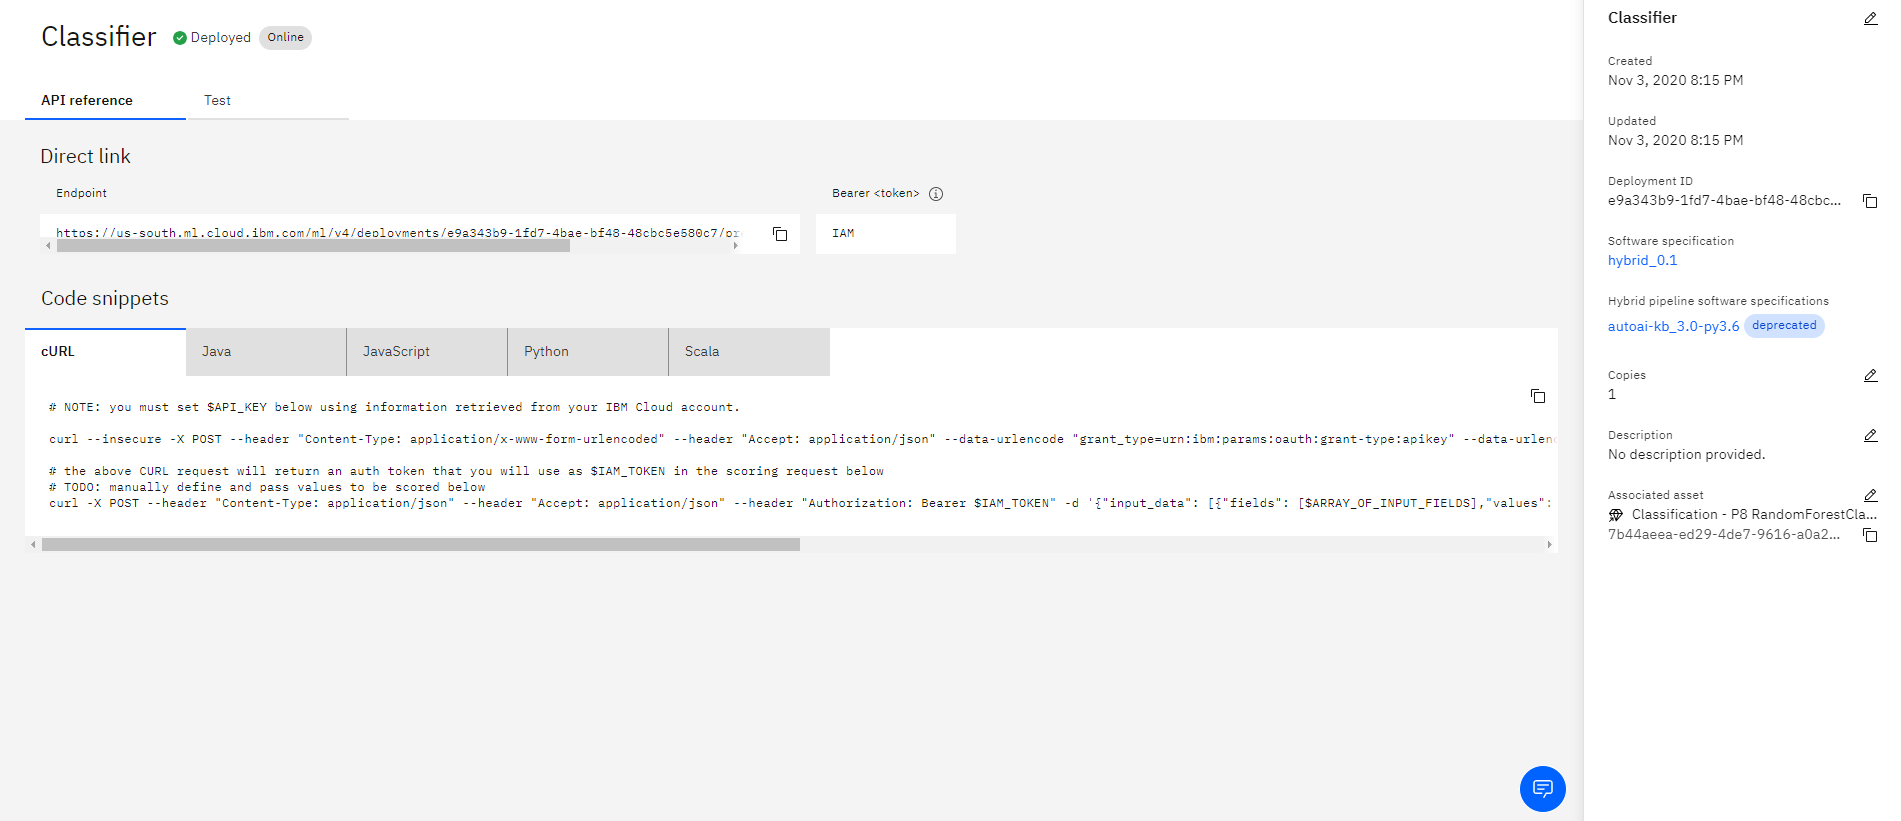 Classifier
Deployed
Online
API reference
Test
Direct link
Endpoint
Bearer <token>
https://us-south.ml.cloud.ibm.com/ml/v4/deployments/e9a343b9-1fd7-4bae-bf48-48cbc5e580c7/pr
IAM
Code snippets
cURL
Java
JavaScript
Python
Scala
# NOTE: you must set $API_KEY below using information retrieved from your IBM Cloud account.
curl --insecure -X POST --header "Content-Type: application/x-www-form-urlencoded" --header "Accept: application/json" --data-urlencode "grant_type=urn:ibm:params:oauth:grant-type:apikey" --data-urlenc
# the above CURL request will return an auth token that you will use as $IAM_TOKEN in the scoring request below
# TODO: manually define and pass values to be scored below
curl -X POST --header "Content-Type: application/json" --header "Accept: application/json" --header "Authorization: Bearer $IAM_TOKEN" -d '{"input_data": [{"fields": [$ARRAY_OF_INPUT_FIELDS],"values":
Classifier
Created
Nov 3, 2020 8:15 PM
Updated
Nov 3, 2020 8:15 PM
Deployment ID
e9a343b9-1fd7-4bae-bf48-48cbc...
Software specification
hybrid_0.1
Hybrid pipeline software specifications
autoai-kb_3.0-py3.6 deprecated
Copies
1
Description
No description provided.
Associated asset
Classification - P8 RandomForestCla...
7b44aeea-ed29-4de7-9616-a0a2...